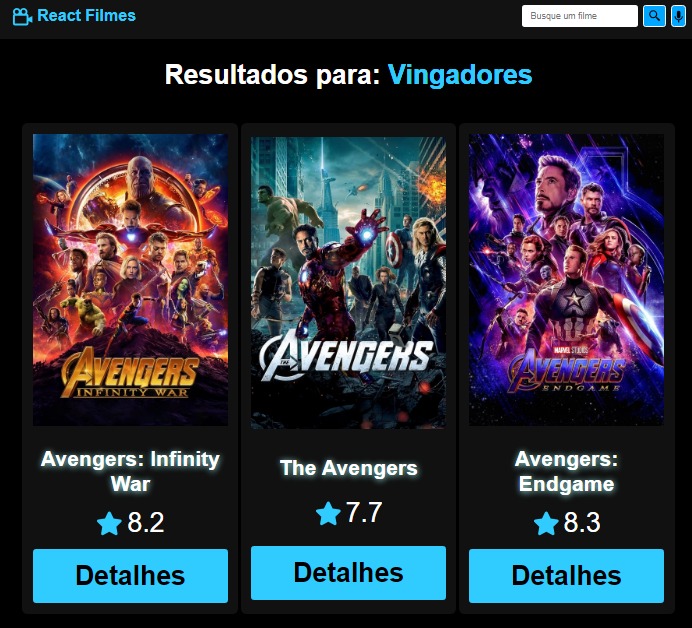 React Filmes
Busque um filme
Resultados para: Vingadores
AVENGERS
INFINITY WAR
THE AVENGERS
MARVEL STUDIOS
AVENGERS
ENDGAME
Avengers: Infinity
War
8.2
Detalhes
The Avengers
7.7
Detalhes
Avengers:
Endgame
8.3
Detalhes